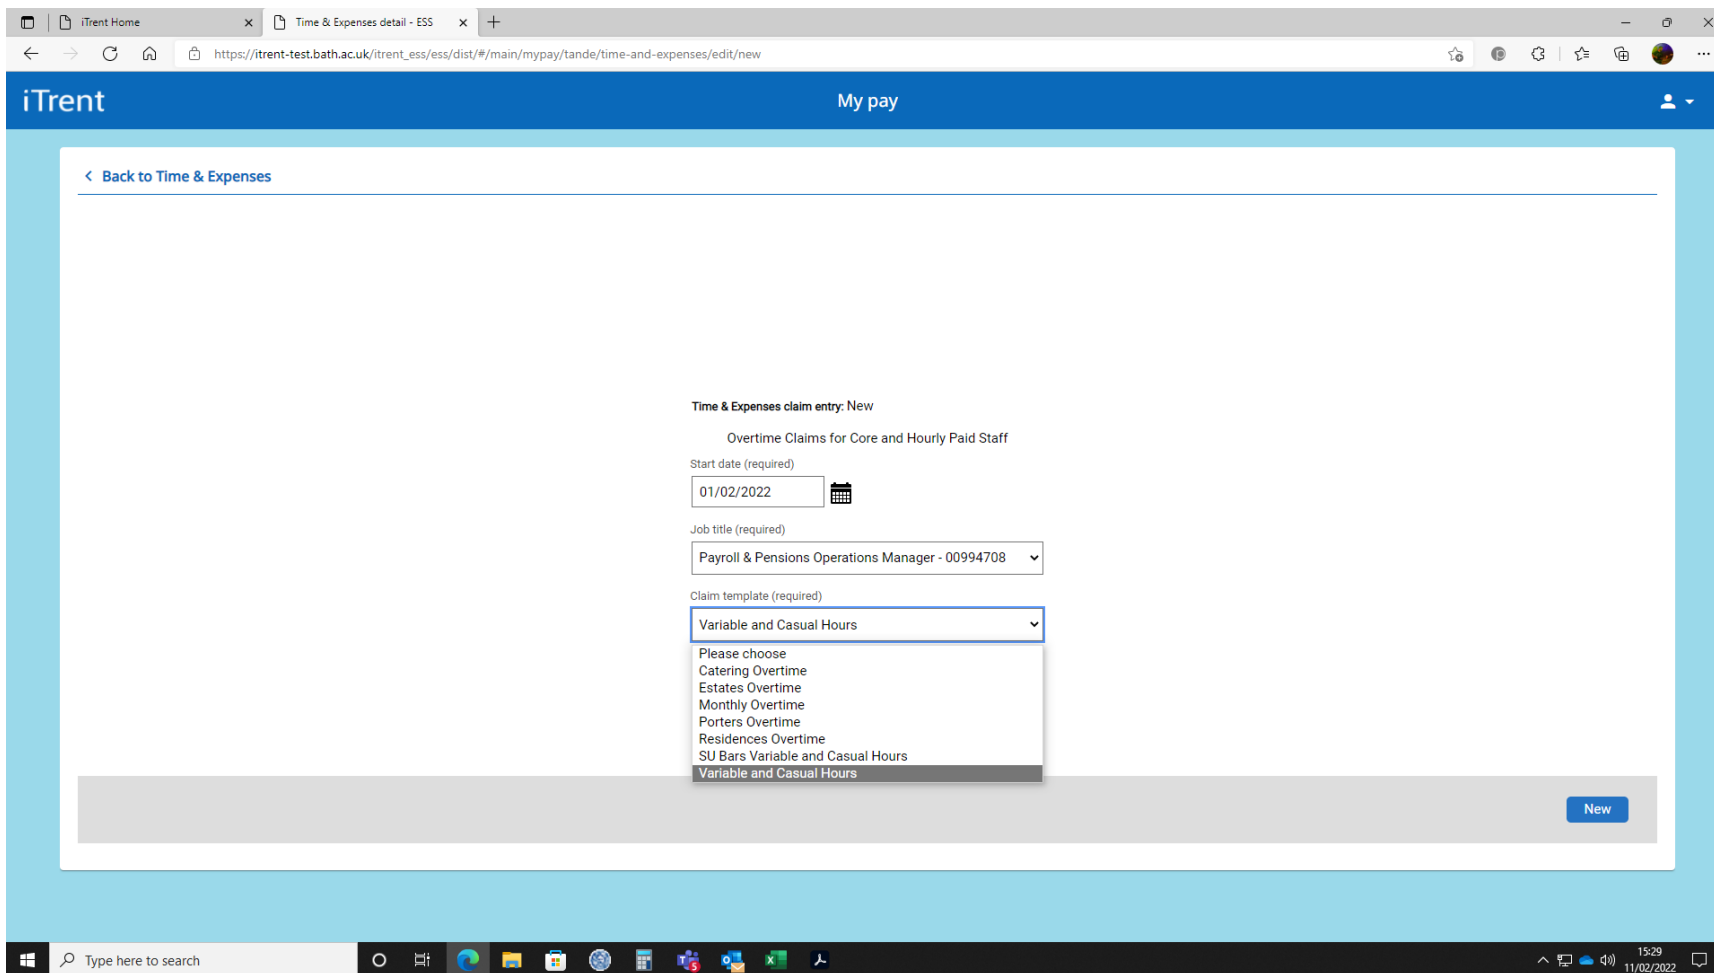 iTrent Home
Time & Expenses detail - ESS
https://itrent-test.bath.ac.uk/itrent_ess/ess/dist/#/main/mypay/tande/time-and-expenses/edit/new
iTrent
My pay
Back to Time & Expenses
Time & Expenses claim entry: New
Overtime Claims for Core and Hourly Paid Staff
Start date (required)
01/02/2022
Job title (required)
Payroll & Pensions Operations Manager - 00994708
Claim template (required)
Variable and Casual Hours
Please choose
Catering Overtime
Estates Overtime
Monthly Overtime
Porters Overtime
Residences Overtime
SU Bars Variable and Casual Hours
Variable and Casual Hours
New
Type here to search
15:29
11/02/2022